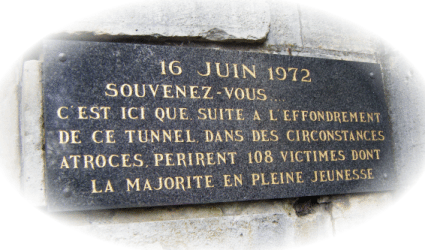 16 JUIN 1972
SOUVENEZ-VOUS...
C'EST ICI QUE SUITE A L'EFFONDREMENT
DE CE TUNNEL DANS DES CIRCONSTANCES
ATROCES PERIRENT 108 VICTIMES DONT
LA MAJORITE EN PLEINE JEUNESSE